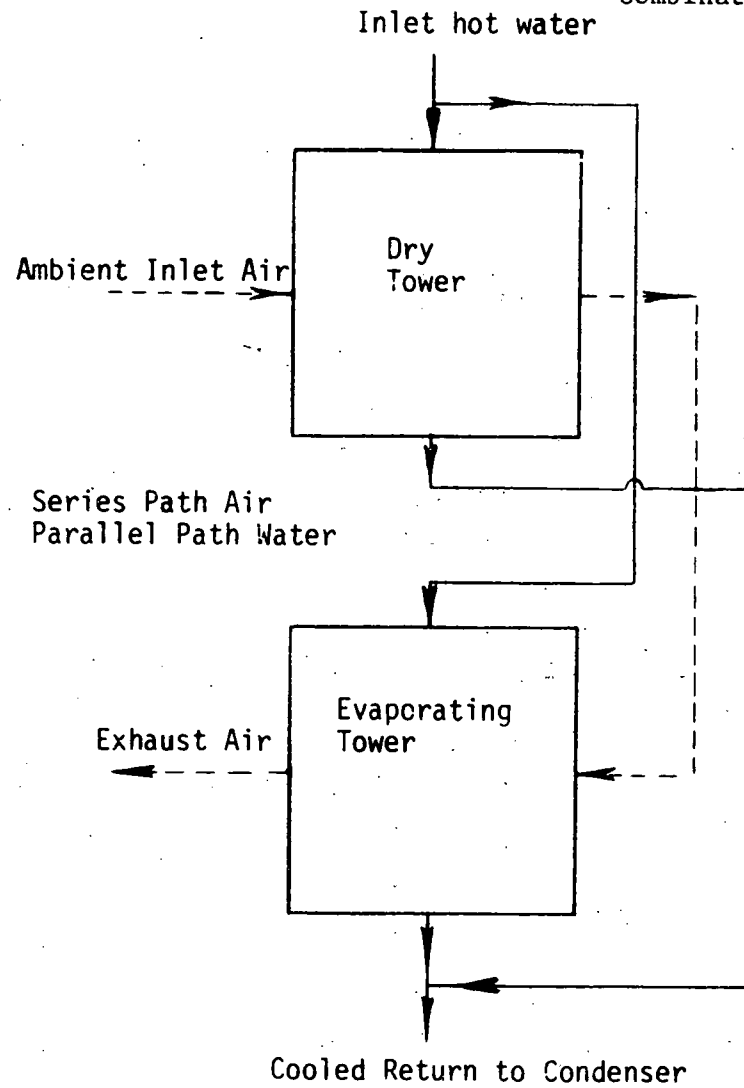 Inlet hot water
Dry
Tower
Ambient Inlet Air
Series Path Air
Parallel Path Water
Evaporating
Tower
Exhaust Air
Cooled Return to Condenser